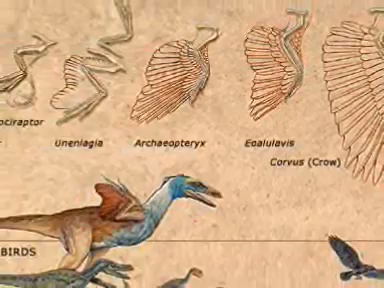 ociraptor
Unenlagia
Archaeopteryx
Eoalulavis
Corvus (Crow)
BIRDS